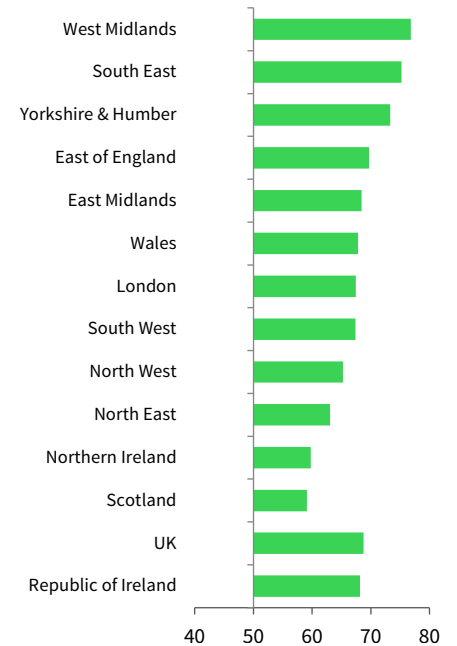 West Midlands
South East
Yorkshire & Humber
East of England
East Midlands
Wales
London
South West
North West
North East
Northern Ireland
Scotland
UK
Republic of Ireland
40 50 60 70 80